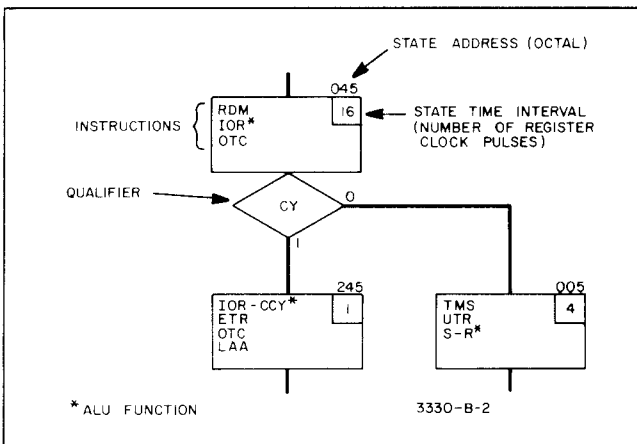 STATE ADDRESS (OCTAL)
045
RDM
IOR*
OTC
16
INSTRUCTIONS
STATE TIME INTERVAL
(NUMBER OF REGISTER
CLOCK PULSES)
QUALIFIER
CY
0
1
245
IOR-CCY*
ETR
OTC
LAA
1
005
TMS
UTR
S-R*
4
*ALU FUNCTION
3330-B-2